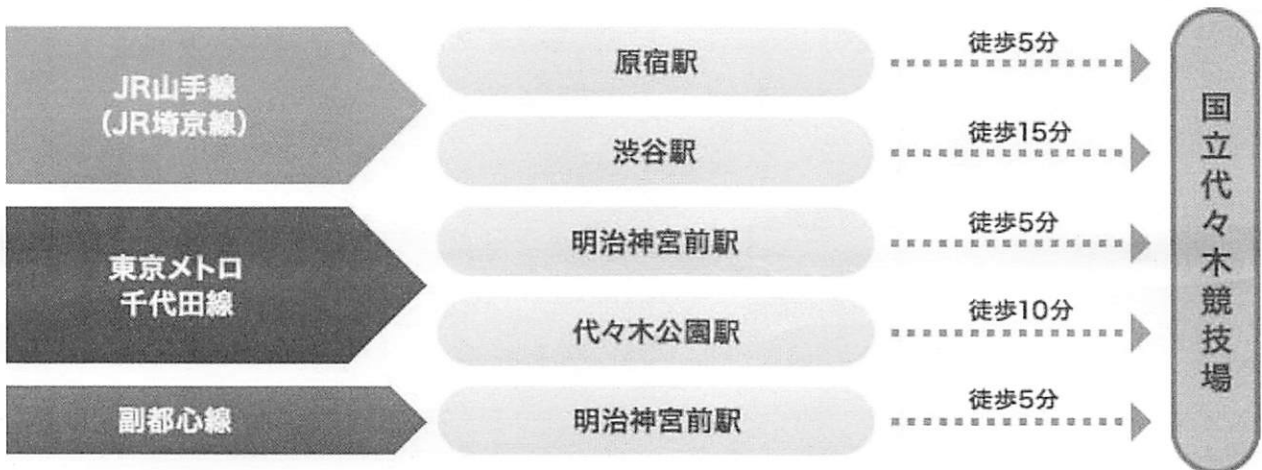 JR山手線
(JR埼京線)
原宿駅
徒歩5分
渋谷駅
徒歩15分
東京メトロ
千代田線
明治神宮前駅
徒歩5分
代々木公園駅
徒歩10分
副都心線
明治神宮前駅
徒歩5分
国立代々木競技場